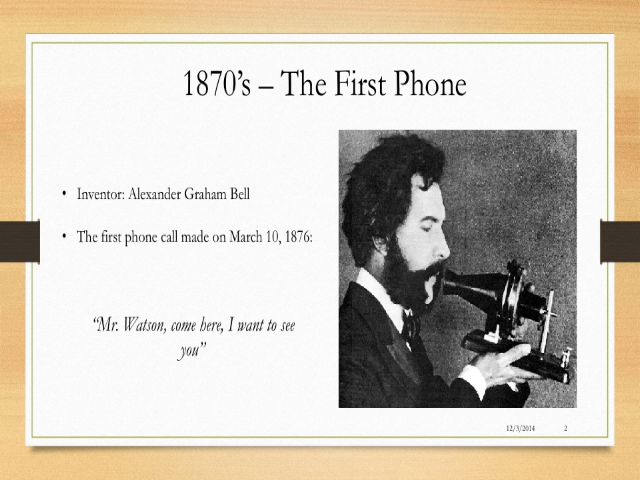 1870’s – The First Phone
• Inventor: Alexander Graham Bell
• The first phone call made on March 10, 1876:
“Mr. Watson, come here, I want to see
you”
12/3/2014 2